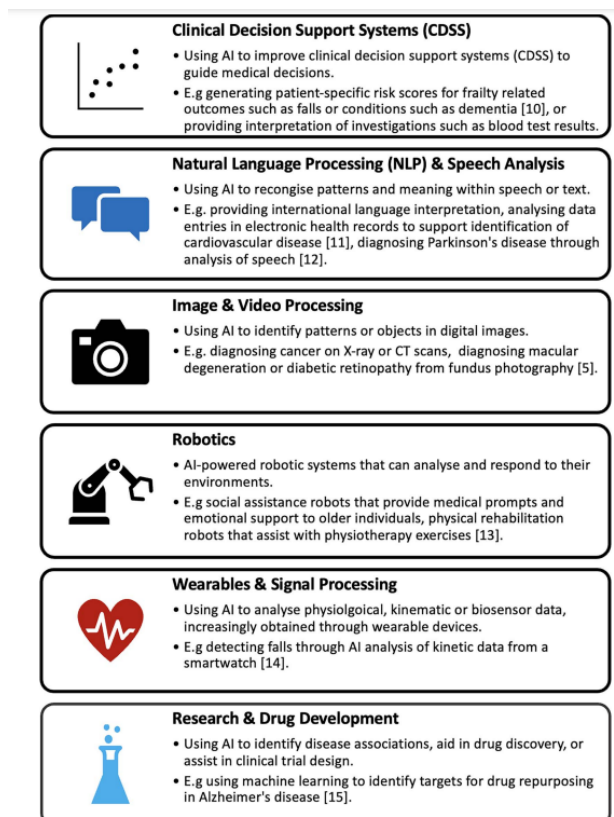 Clinical Decision Support Systems (CDSS)
• Using AI to improve clinical decision support systems (CDSS) to
guide medical decisions.
• E.g generating patient-specific risk scores for frailty related
outcomes such as falls or conditions such as dementia [10], or
providing interpretation of investigations such as blood test results.
Natural Language Processing (NLP) & Speech Analysis
• Using AI to recongise patterns and meaning within speech or text.
• E.g. providing international language interpretation, analysing data
entries in electronic health records to support identification of
cardiovascular disease [11], diagnosing Parkinson's disease through
analysis of speech [12].
Image & Video Processing
• Using AI to identify patterns or objects in digital images.
• E.g. diagnosing cancer on X-ray or CT scans, diagnosing macular
degeneration or diabetic retinopathy from fundus photography [5].
Robotics
• AI-powered robotic systems that can analyse and respond to their
environments.
• E.g social assistance robots that provide medical prompts and
emotional support to older individuals, physical rehabilitation
robots that assist with physiotherapy exercises [13].
Wearables & Signal Processing
• Using AI to analyse physiolgoical, kinematic or biosensor data,
increasingly obtained through wearable devices.
• E.g detecting falls through AI analysis of kinetic data from a
smartwatch [14].
Research & Drug Development
• Using AI to identify disease associations, aid in drug discovery, or
assist in clinical trial design.
• E.g using machine learning to identify targets for drug repurposing
in Alzheimer's disease [15].